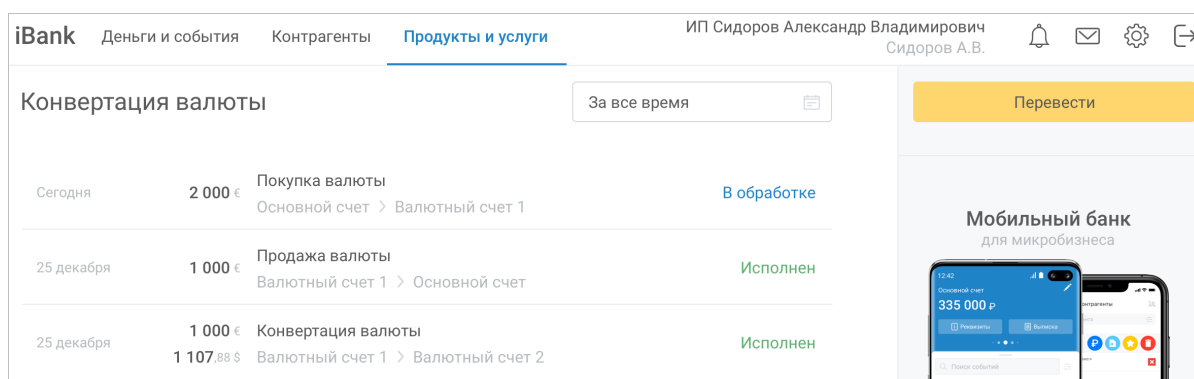 iBank Деньги и события Контрагенты Продукты и услуги ИП Сидоров Александр Владимирович
Сидоров А.В.
Конвертация валюты За все время Перевести
Сегодня 2 000 € Покупка валюты В обработке
Основной счет > Валютный счет 1
25 декабря 1 000 € Продажа валюты Исполнен
Валютный счет 1 > Основной счет
25 декабря 1 000 € Конвертация валюты Исполнен
1 107,88 $ Валютный счет 1 > Валютный счет 2
Мобильный банк
для микробизнеса
12:42
Основной счет
335 000 ₽
Реквизиты Выписка
Поиск событий